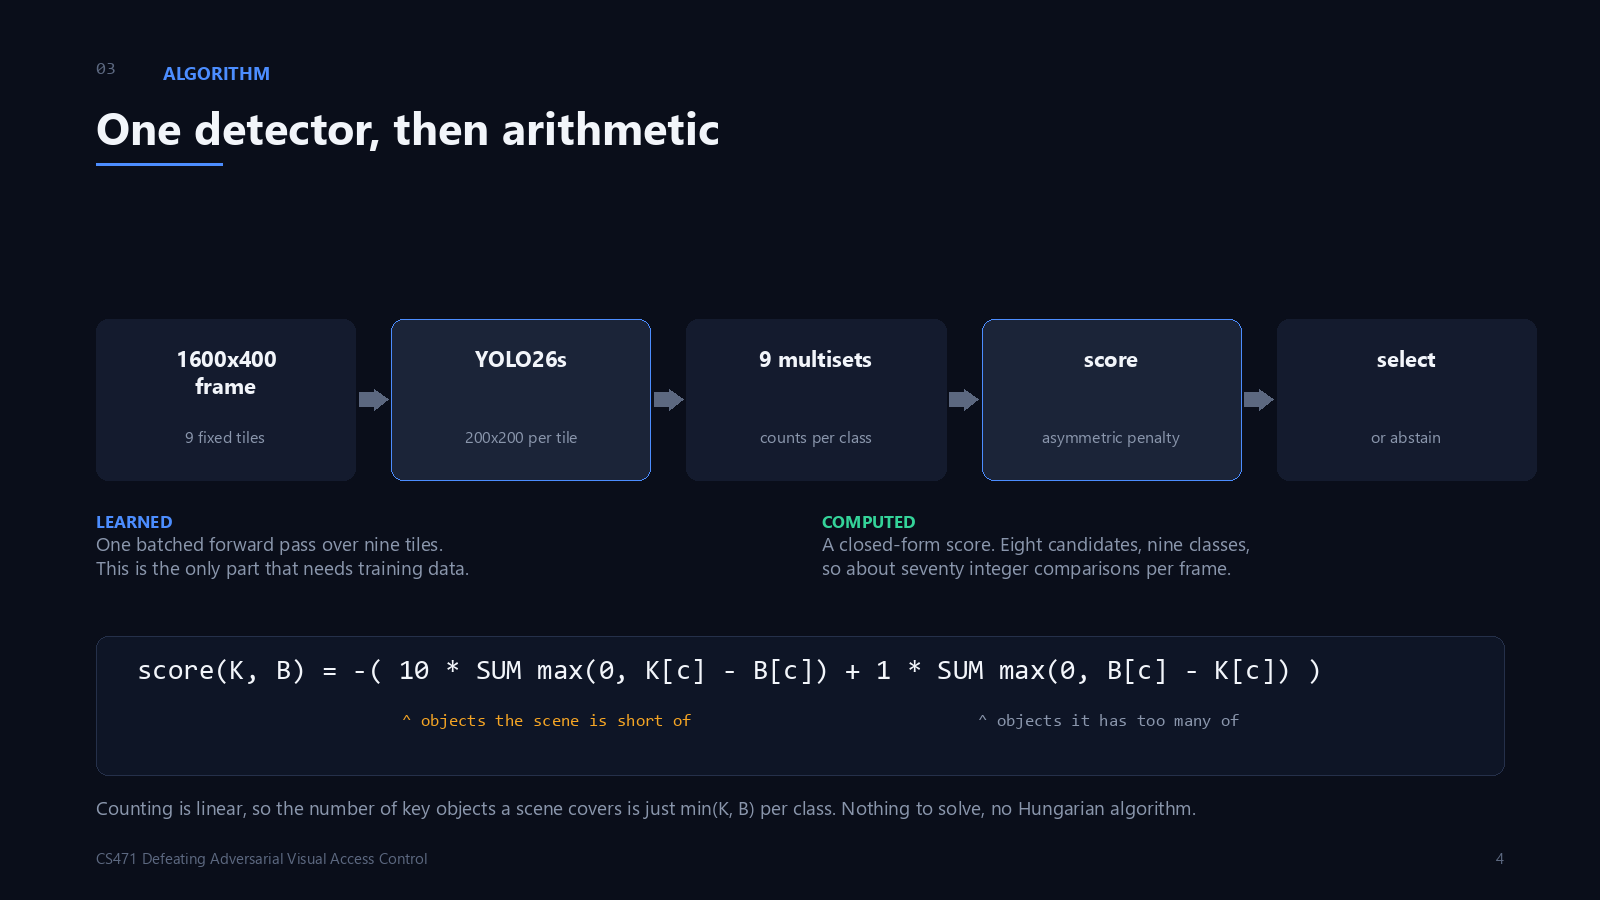 03
ALGORITHM
One detector, then arithmetic
1600x400
frame
9 fixed tiles
YOLO26s
200x200 per tile
9 multisets
counts per class
score
asymmetric penalty
select
or abstain
LEARNED
One batched forward pass over nine tiles.
This is the only part that needs training data.
COMPUTED
A closed-form score. Eight candidates, nine classes,
so about seventy integer comparisons per frame.
score(K, B) = -( 10 * SUM max(0, K[c] - B[c]) + 1 * SUM max(0, B[c] - K[c]) )
^ objects the scene is short of
^ objects it has too many of
Counting is linear, so the number of key objects a scene covers is just min(K, B) per class. Nothing to solve, no Hungarian algorithm.
CS471 Defeating Adversarial Visual Access Control
4